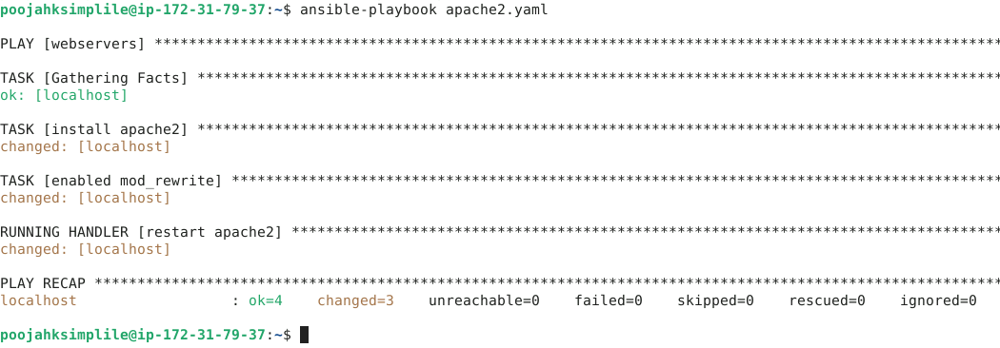 poojahksimplile@ip-172-31-79-37:~$ ansible-playbook apache2.yaml
PLAY [webservers] ***************************************************************************************************
TASK [Gathering Facts] **********************************************************************************************
ok: [localhost]
TASK [install apache2] **********************************************************************************************
changed: [localhost]
TASK [enabled mod_rewrite] ******************************************************************************************
changed: [localhost]
RUNNING HANDLER [restart apache2] ***********************************************************************************
changed: [localhost]
PLAY RECAP **********************************************************************************************************
localhost                  : ok=4    changed=3    unreachable=0    failed=0    skipped=0    rescued=0    ignored=0
poojahksimplile@ip-172-31-79-37:~$